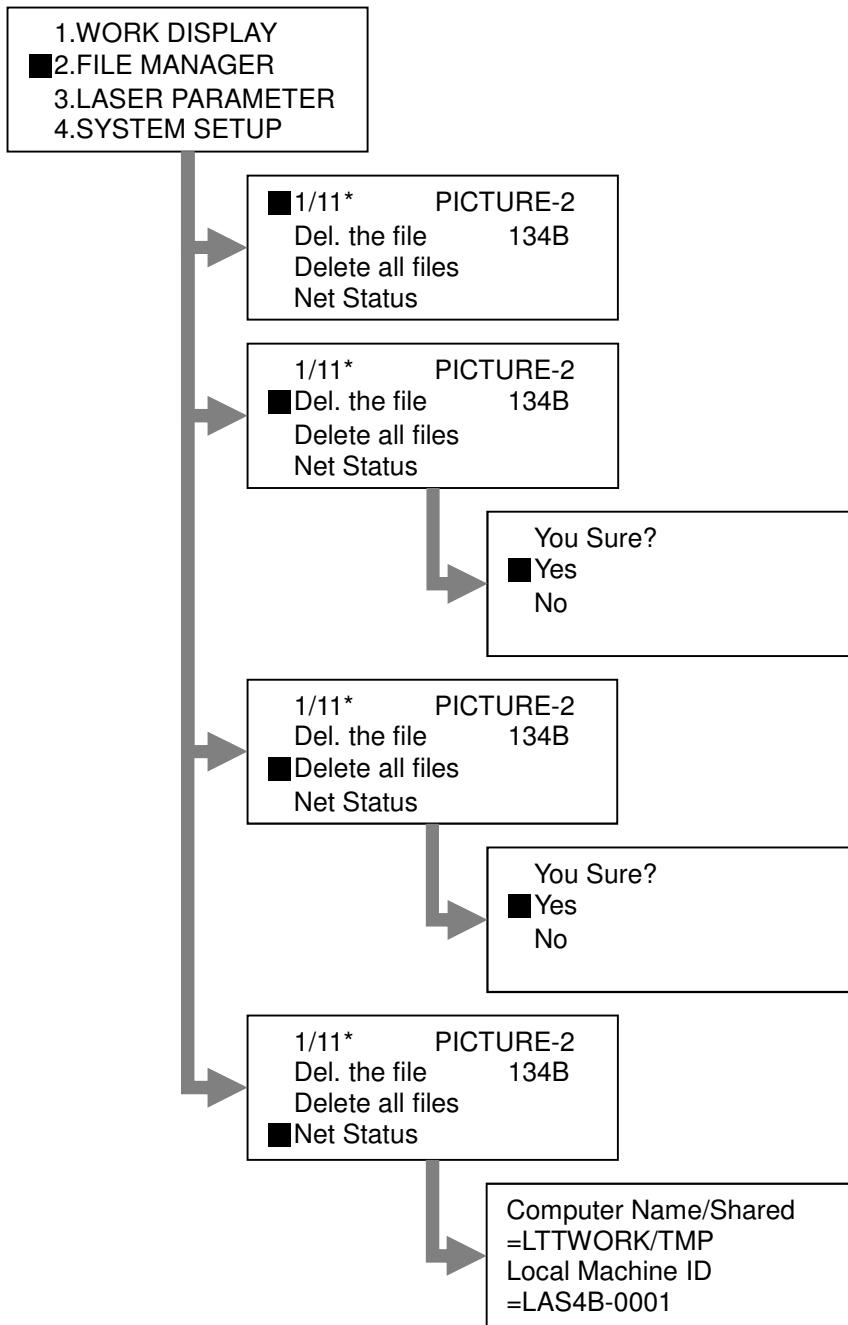 1.WORK DISPLAY
2.FILE MANAGER
3.LASER PARAMETER
4.SYSTEM SETUP
1/11* PICTURE-2
Del. the file 134B
Delete all files
Net Status
1/11* PICTURE-2
Del. the file 134B
Delete all files
Net Status
You Sure?
Yes
No
1/11* PICTURE-2
Del. the file 134B
Delete all files
Net Status
You Sure?
Yes
No
1/11* PICTURE-2
Del. the file 134B
Delete all files
Net Status
Computer Name/Shared
=LTTWORK/TMP
Local Machine ID
=LAS4B-0001